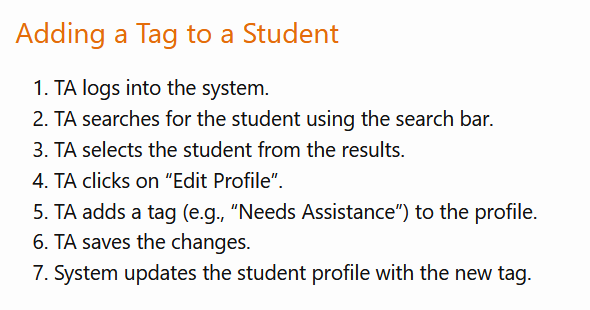 Adding a Tag to a Student
1. TA logs into the system.
2. TA searches for the student using the search bar.
3. TA selects the student from the results.
4. TA clicks on “Edit Profile”.
5. TA adds a tag (e.g., “Needs Assistance”) to the profile.
6. TA saves the changes.
7. System updates the student profile with the new tag.